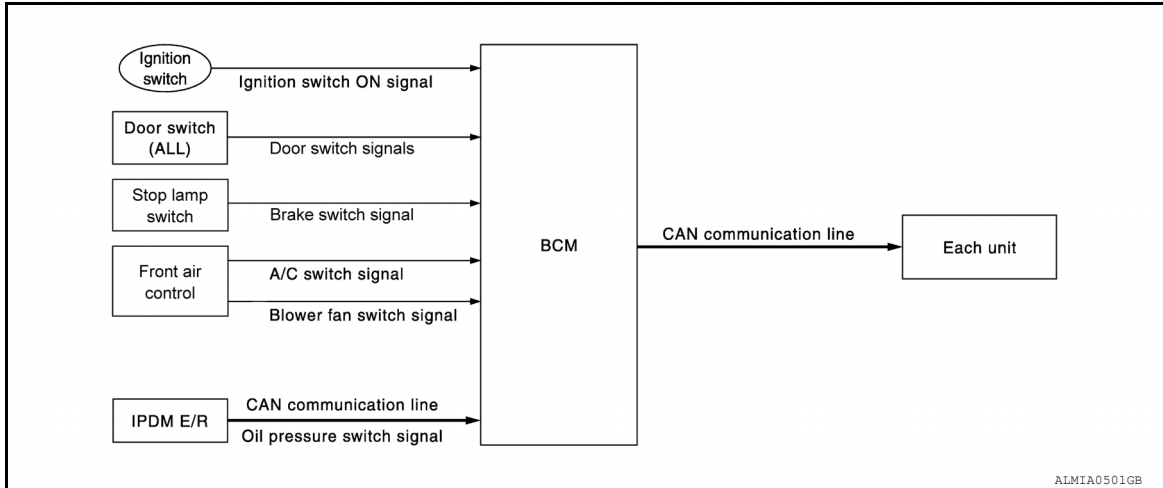 Ignition
switch
Ignition switch ON signal
Door switch
(ALL)
Door switch signals
Stop lamp
switch
Brake switch signal
Front air
control
A/C switch signal
Blower fan switch signal
IPDM E/R
CAN communication line
Oil pressure switch signal
BCM
CAN communication line
Each unit
ALMIA0501GB